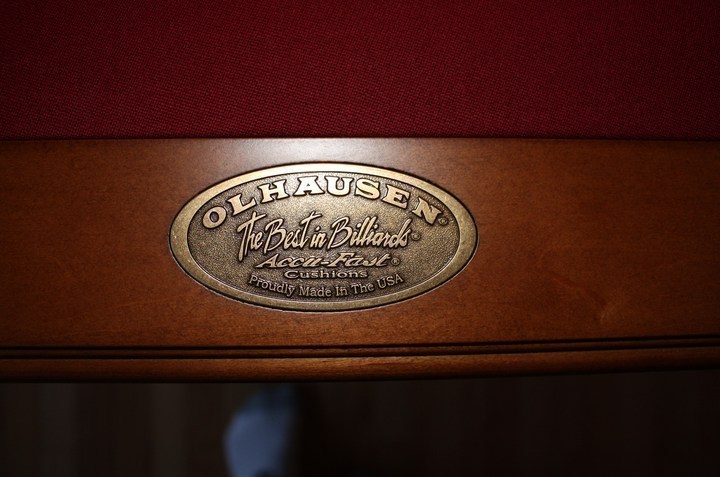 OLHAUSEN®
The Best in Billiards®
Accu-Fast®
Cushions
Proudly Made In The USA